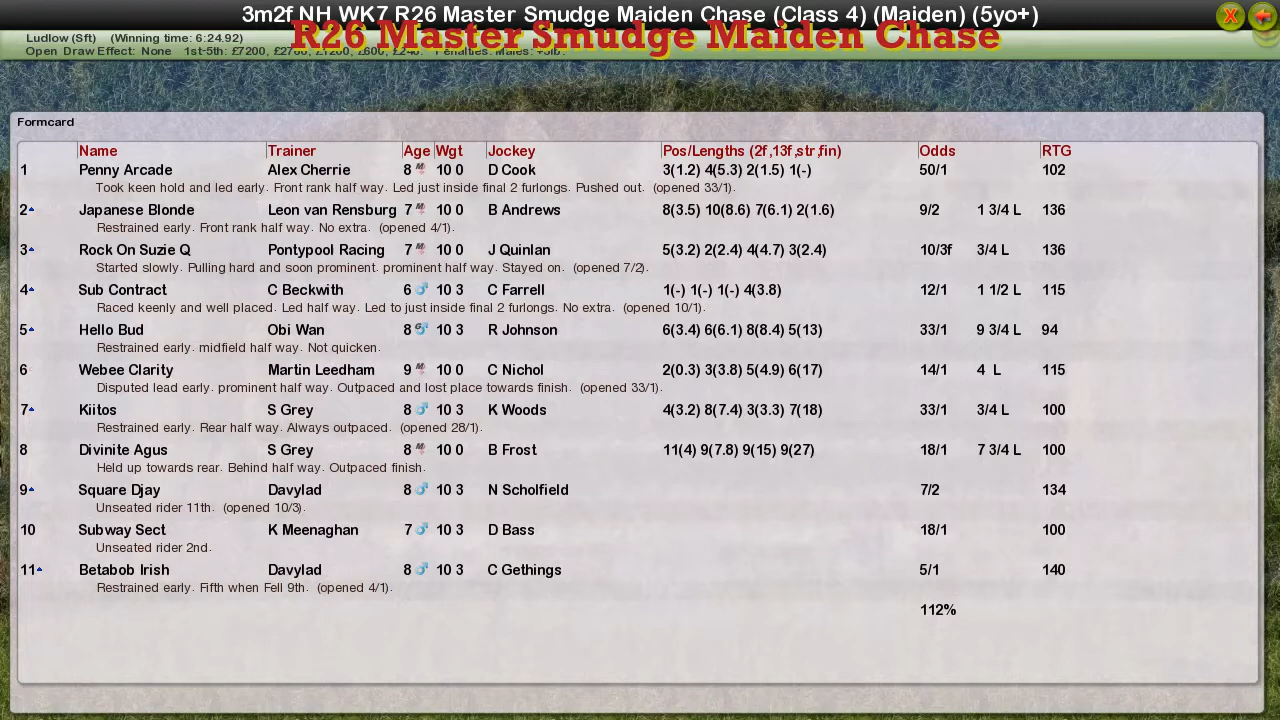 3m2f NH WK7 R26 Master Smudge Maiden Chase (Class 4) (Maiden) (5yo+)
R26 Master Smudge Maiden Chase
Ludlow (Sft) (Winning time: 6:24.92)
Open Draw Effect: None 1st-5th: £7200, £2700, £1200, £600, £240. Penalties: Males: +3lb.
Formcard
Name Trainer Age Wgt Jockey Pos/Lengths (2f,13f,str,fin) Odds RTG
1 Penny Arcade Alex Cherrie 8 M 10 0 D Cook 3(1.2) 4(5.3) 2(1.5) 1(-) 50/1 102
Took keen hold and led early. Front rank half way. Led just inside final 2 furlongs. Pushed out. (opened 33/1).
2 Japanese Blonde Leon van Rensburg 7 M 10 0 B Andrews 8(3.5) 10(8.6) 7(6.1) 2(1.6) 9/2 1 3/4 L 136
Restrained early. Front rank half way. No extra. (opened 4/1).
3 Rock On Suzie Q Pontypool Racing 7 M 10 0 J Quinlan 5(3.2) 2(2.4) 4(4.7) 3(2.4) 10/3f 3/4 L 136
Started slowly. Pulling hard and soon prominent. prominent half way. Stayed on. (opened 7/2).
4 Sub Contract C Beckwith 6 10 3 C Farrell 1(-) 1(-) 1(-) 4(3.8) 12/1 1 1/2 L 115
Raced keenly and well placed. Led half way. Led to just inside final 2 furlongs. No extra. (opened 10/1).
5 Hello Bud Obi Wan 8 G 10 3 R Johnson 6(3.4) 6(6.1) 8(8.4) 5(13) 33/1 9 3/4 L 94
Restrained early. midfield half way. Not quicken.
6 Webee Clarity Martin Leedham 9 M 10 0 C Nichol 2(0.3) 3(3.8) 5(4.9) 6(17) 14/1 4 L 115
Disputed lead early. prominent half way. Outpaced and lost place towards finish. (opened 33/1).
7 Kiitos S Grey 8 10 3 K Woods 4(3.2) 8(7.4) 3(3.3) 7(18) 33/1 3/4 L 100
Restrained early. Rear half way. Always outpaced. (opened 28/1).
8 Divinite Agus S Grey 8 M 10 0 B Frost 11(4) 9(7.8) 9(15) 9(27) 18/1 7 3/4 L 100
Held up towards rear. Behind half way. Outpaced finish.
9 Square Djay Davylad 8 10 3 N Scholfield 7/2 134
Unseated rider 11th. (opened 10/3).
10 Subway Sect K Meenaghan 7 10 3 D Bass 18/1 100
Unseated rider 2nd.
11 Betabob Irish Davylad 8 10 3 C Gethings 5/1 140
Restrained early. Fifth when Fell 9th. (opened 4/1).
112%